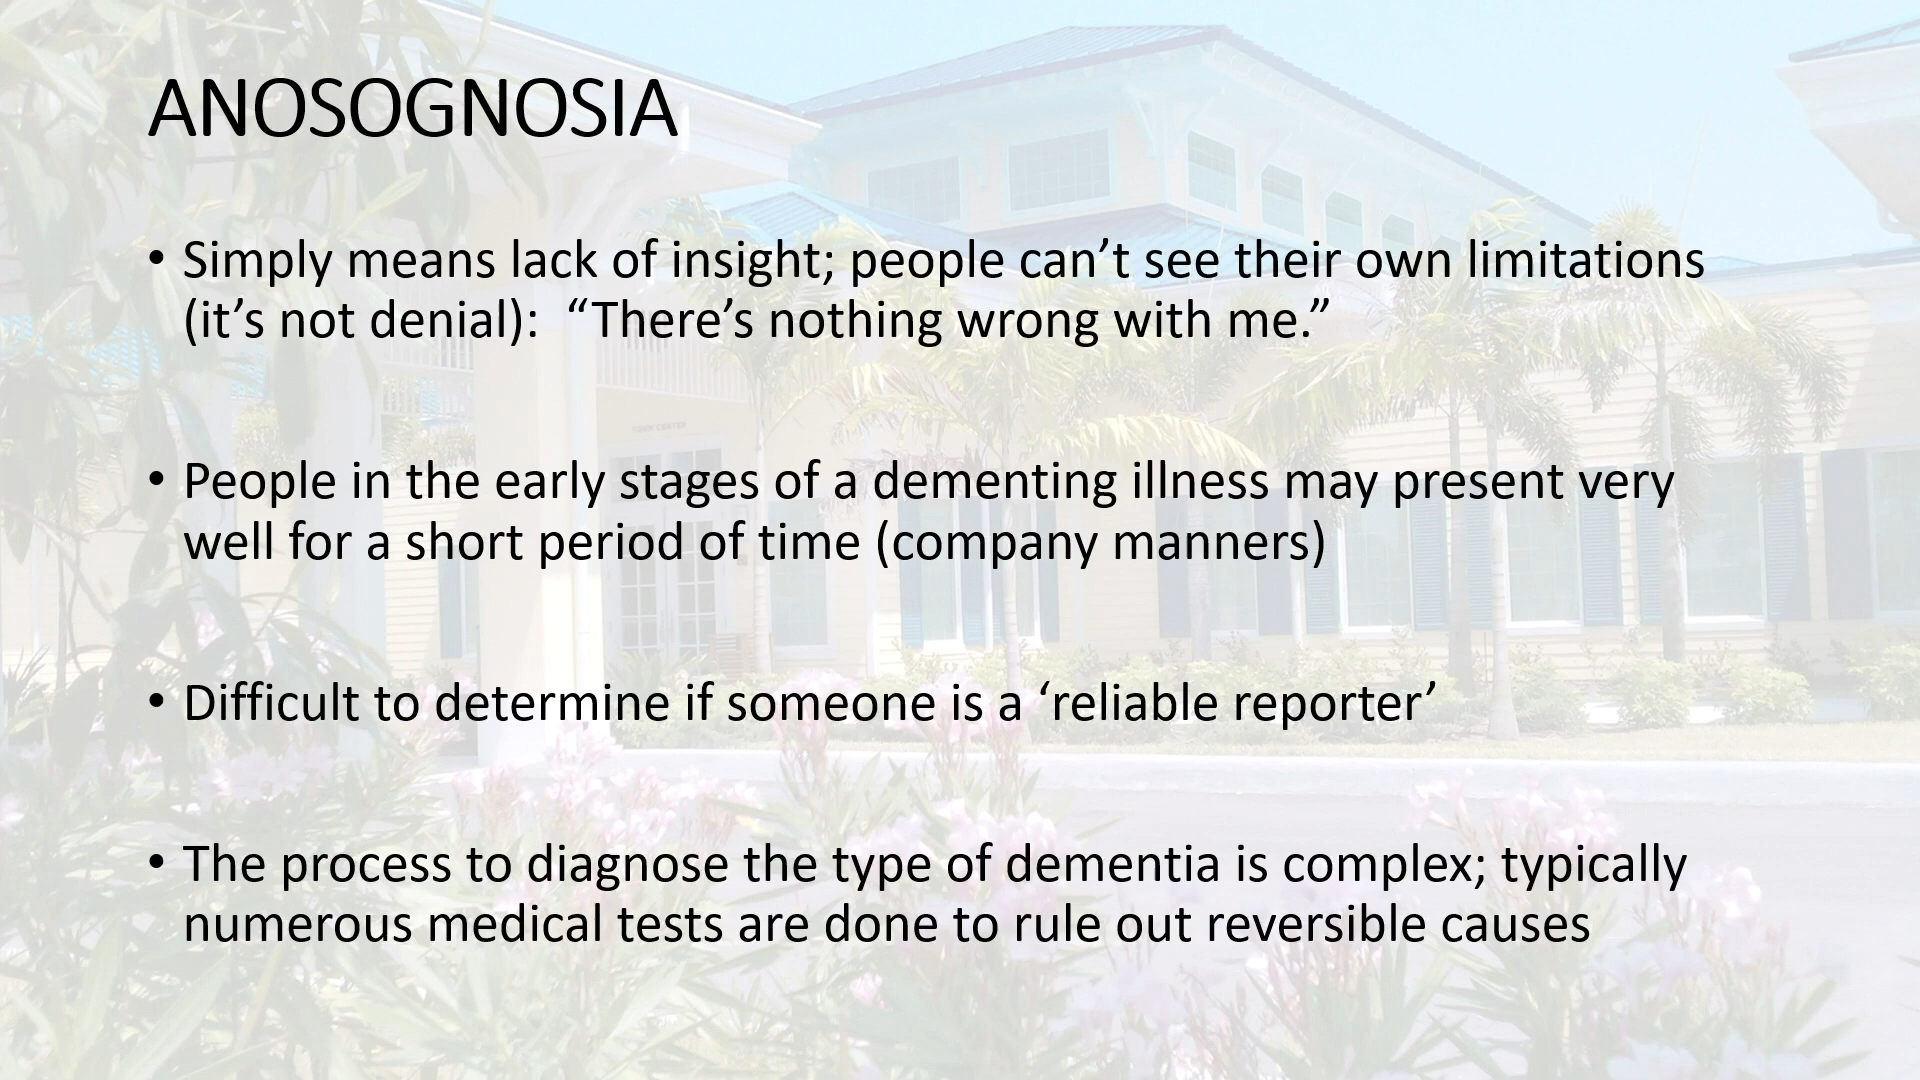 ANOSOGNOSIA
• Simply means lack of insight; people can’t see their own limitations
(it’s not denial):  “There’s nothing wrong with me.”
• People in the early stages of a dementing illness may present very
well for a short period of time (company manners)
• Difficult to determine if someone is a ‘reliable reporter’
• The process to diagnose the type of dementia is complex; typically
numerous medical tests are done to rule out reversible causes